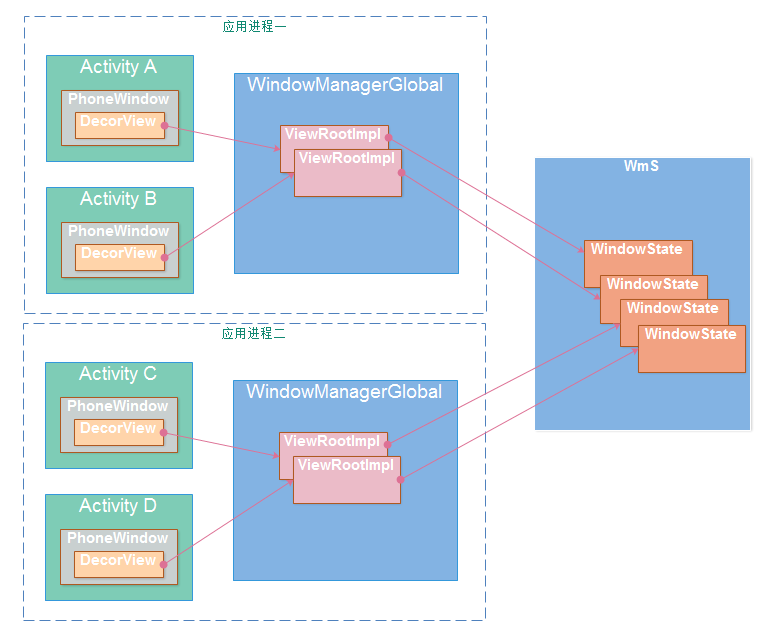 应用进程一
Activity A
PhoneWindow
DecorView
Activity B
PhoneWindow
DecorView
WindowManagerGlobal
ViewRootImpl
ViewRootImpl
应用进程二
Activity C
PhoneWindow
DecorView
Activity D
PhoneWindow
DecorView
WindowManagerGlobal
ViewRootImpl
ViewRootImpl
WmS
WindowState
WindowState
WindowState
WindowState